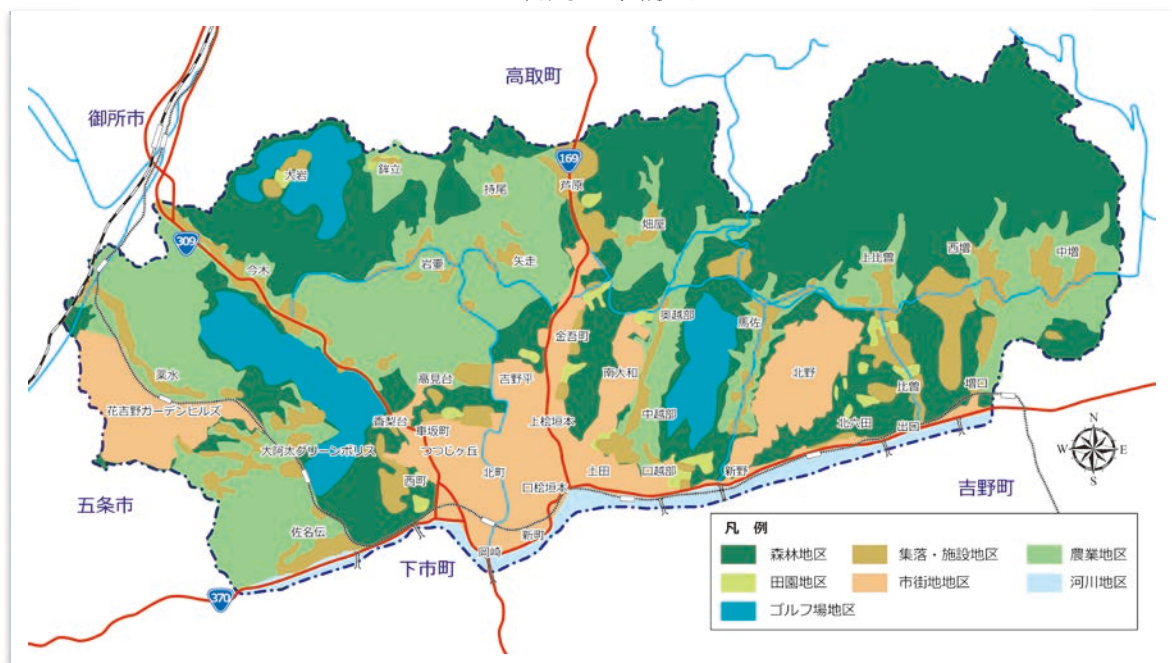 高取町
御所市
169
大岩
鉾立
持尾
芦原
畑屋
309
今木
岩壷
矢走
上比曽
西増
中増
奥越部
馬佐
金吾町
薬水
高見台
吉野平
南大和
北野
花吉野ガーデンヒルズ
香梨台
車坂町
つつじヶ丘
上桧垣本
中越部
比曽
増口
大阿太グリーンポリス
北町
土田
口越部
新野
北六田
出口
西町
口桧垣本
五条市
佐名伝
新町
岡崎
下市町
吉野町
370
N
W
E
S
凡 例
森林地区
集落・施設地区
農業地区
田園地区
市街地地区
河川地区
ゴルフ場地区